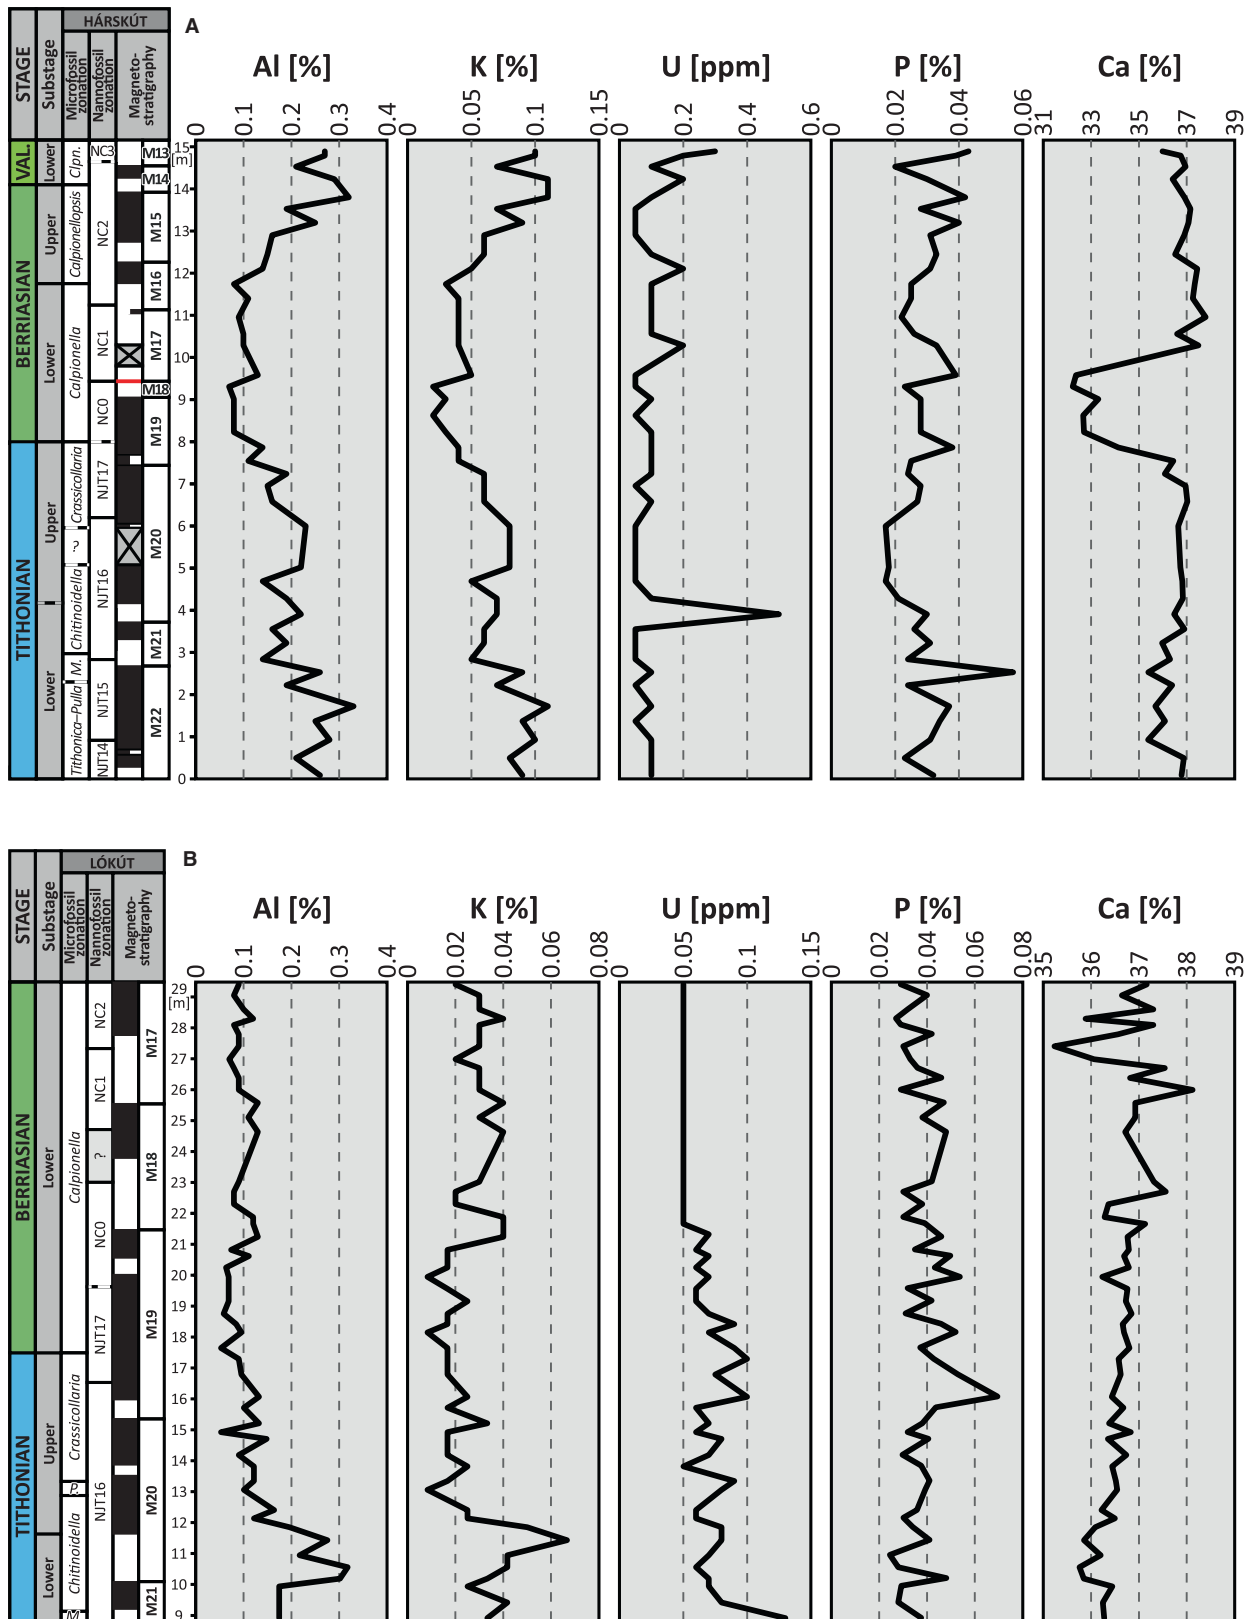 HÁRSKÚT
A
STAGE
Substage
Microfossil
zonation
Nannofossil
zonation
Magneto-
stratigraphy
Al [%]
K [%]
U [ppm]
P [%]
Ca [%]
0 0.1 0.2 0.3 0.4
0 0.05 0.1 0.15
0 0.2 0.4 0.6
0 0.02 0.04 0.06
31 33 35 37 39
VAL.
BERRIASIAN
TITHONIAN
Lower
Upper
Lower
Upper
Lower
Clpn.
Calpionellopsis
Calpionella
Crassicollaria
?
Chitinoidella
M.
Tithonica–Pulla
NC3
NC2
NC1
NC0
NJT17
NJT16
NJT15
NJT14
M13
M14
M15
M16
M17
M18
M19
M20
M21
M22
15
[m]
14
13
12
11
10
9
8
7
6
5
4
3
2
1
0
LÓKÚT
B
STAGE
Substage
Microfossil
zonation
Nannofossil
zonation
Magneto-
stratigraphy
Al [%]
K [%]
U [ppm]
P [%]
Ca [%]
0 0.1 0.2 0.3 0.4
0 0.02 0.04 0.06 0.08
0 0.05 0.1 0.15
0 0.02 0.04 0.06 0.08
35 36 37 38 39
BERRIASIAN
TITHONIAN
Lower
Upper
Lower
Calpionella
Crassicollaria
P.
Chitinoidella
M.
NC2
NC1
?
NC0
NJT17
NJT16
M17
M18
M19
M20
M21
29
[m]
28
27
26
25
24
23
22
21
20
19
18
17
16
15
14
13
12
11
10
9